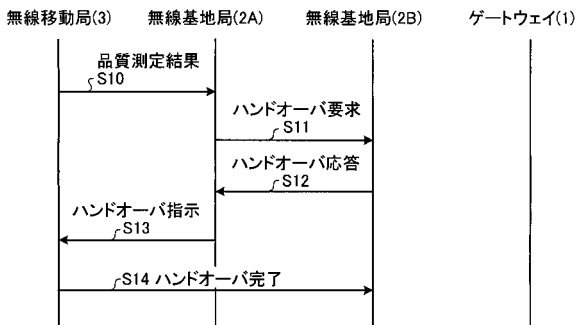 無線移動局(3) 無線基地局(2A) 無線基地局(2B) ゲートウェイ(1)
品質測定結果
S10
ハンドオーバ要求
S11
ハンドオーバ応答
S12
ハンドオーバ指示
S13
S14 ハンドオーバ完了